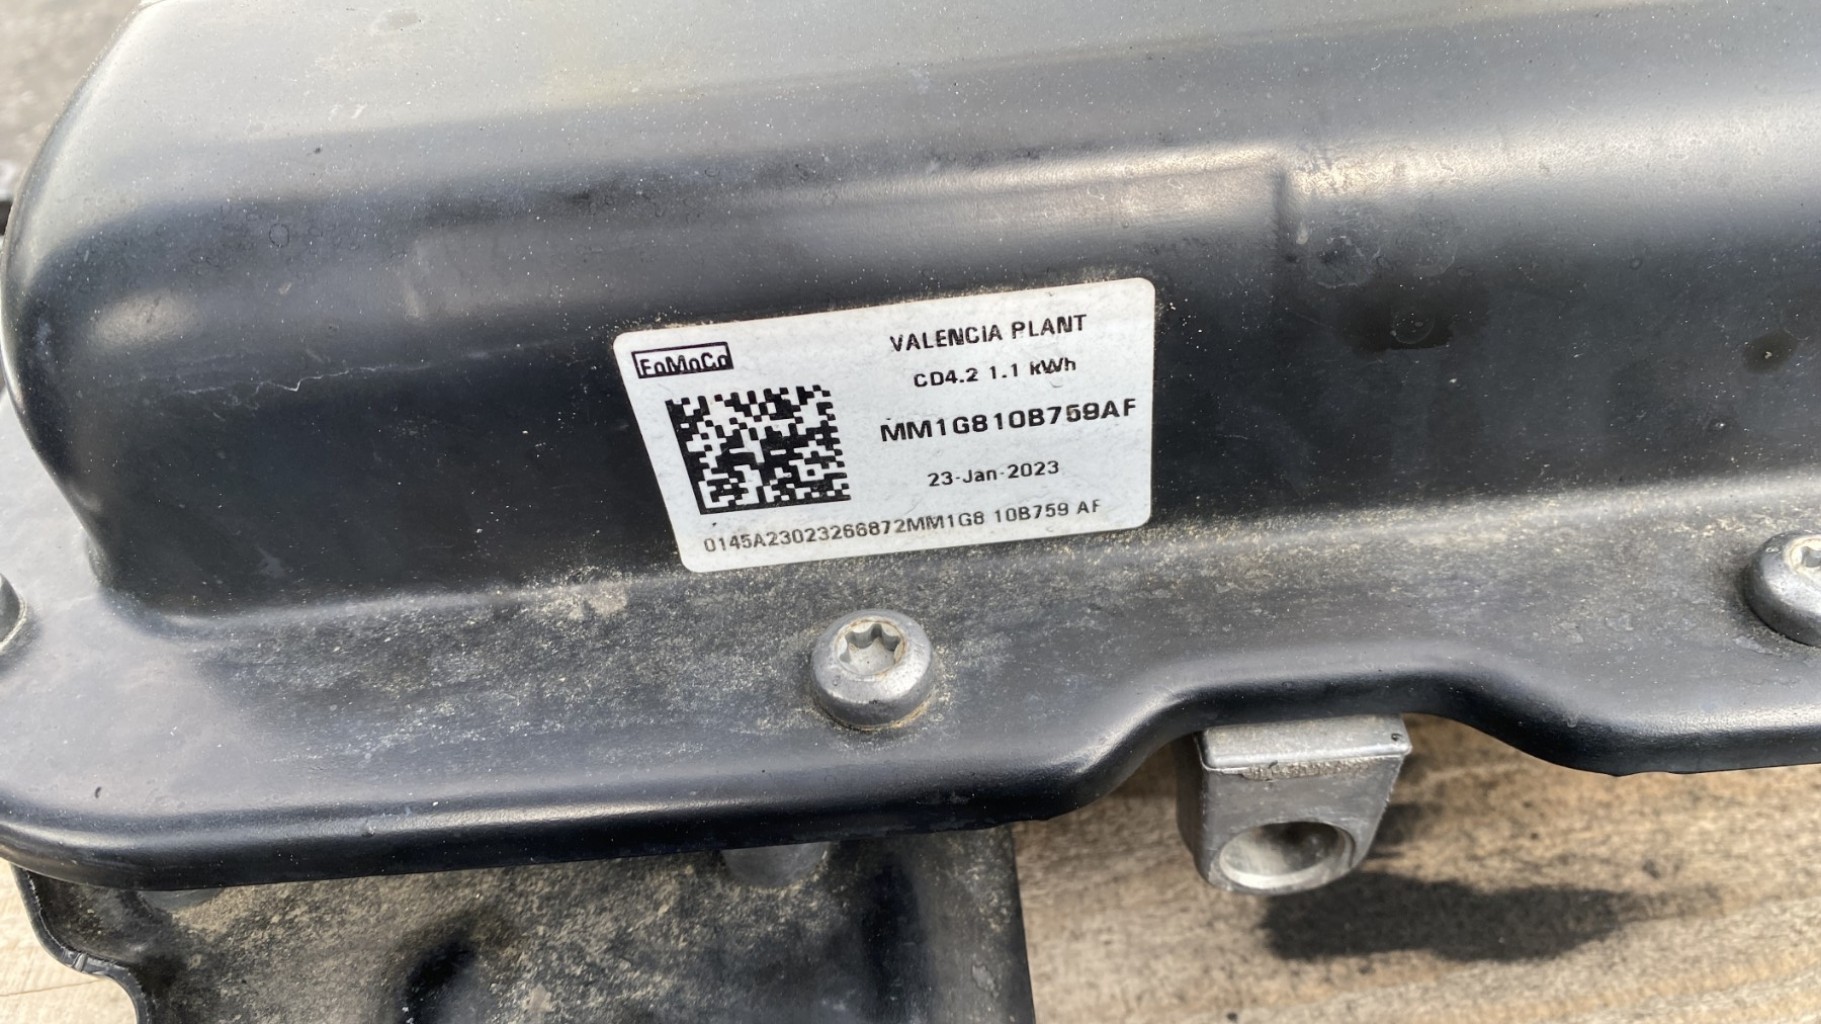 FoMoCo
VALENCIA PLANT
CD4.2 1.1 kWh
MM1G810B759AF
23-Jan-2023
0145A23023266872MM1G8 10B759 AF